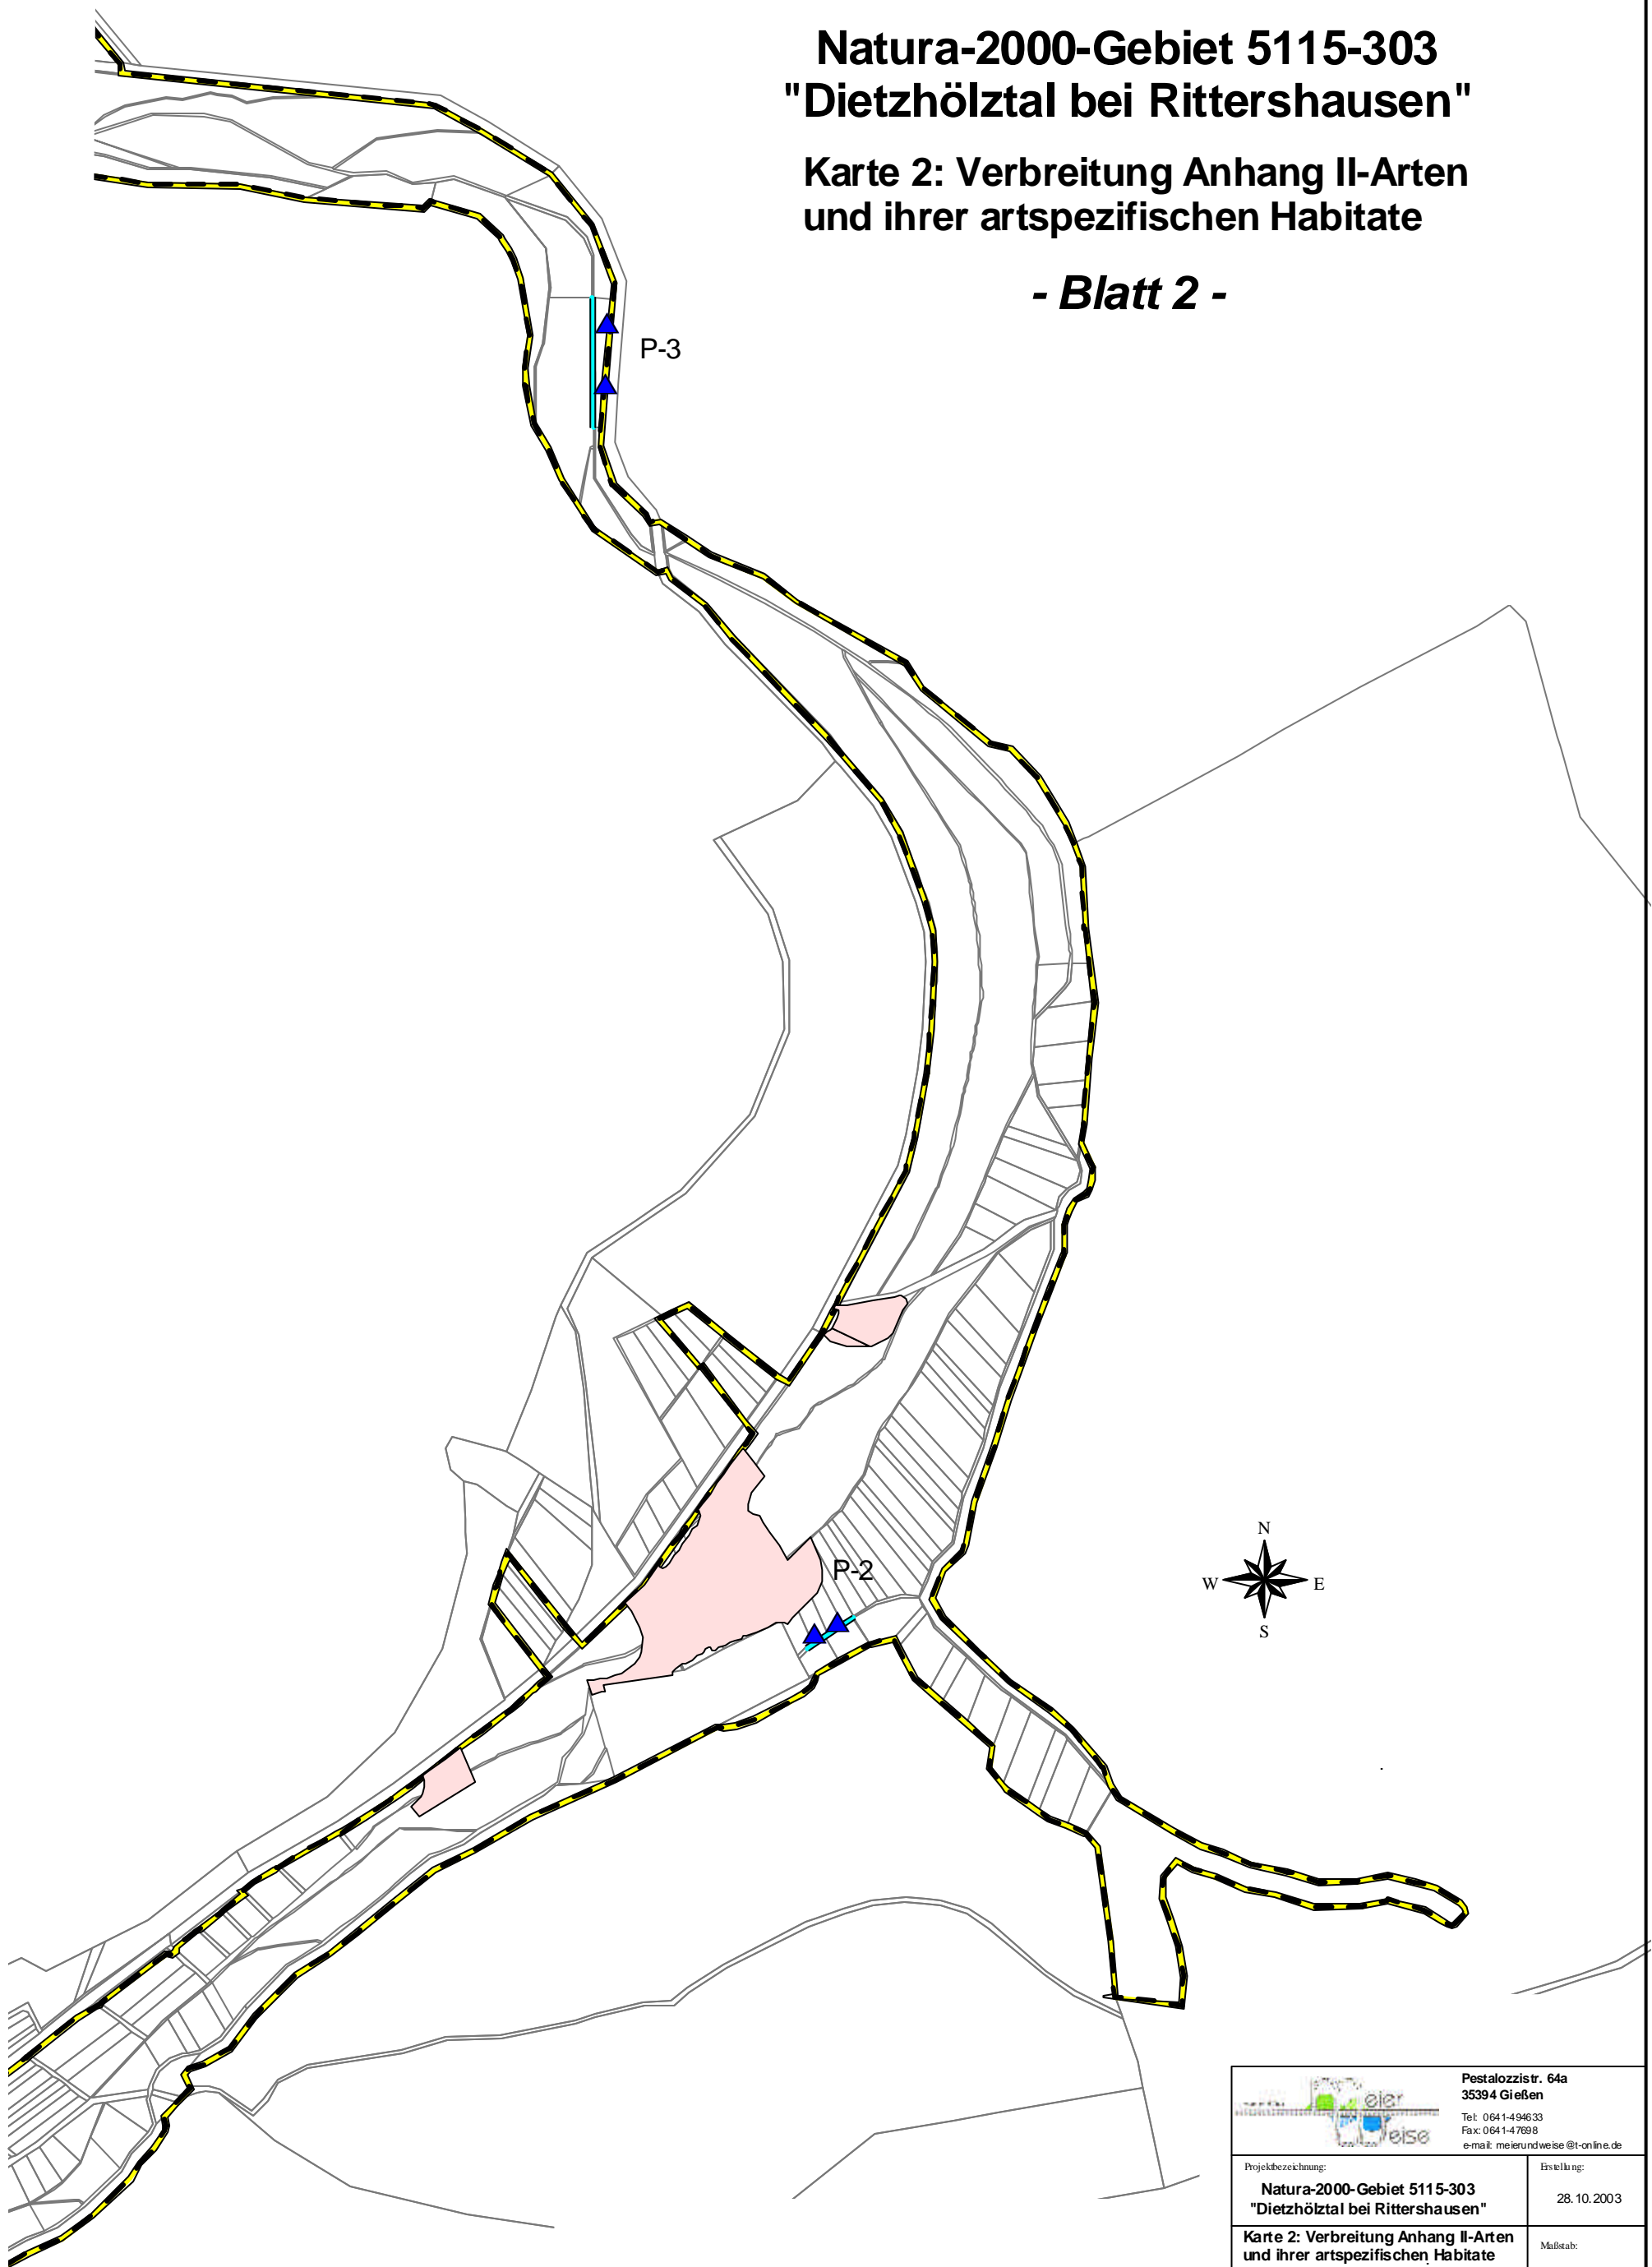 Natura-2000-Gebiet 5115-303
"Dietzhölztal bei Rittershausen"
Karte 2: Verbreitung Anhang II-Arten
und ihrer artspezifischen Habitate
- Blatt 2 -
P-3
P-2
N
W
E
S
eier
eise
Pestalozzistr. 64a
35394 Gießen
Tel: 0641-494633
Fax: 0641-47698
e-mail: meierundweise@t-online.de
Projektbezeichnung:
Natura-2000-Gebiet 5115-303
"Dietzhölztal bei Rittershausen"
Erstellung:
28.10.2003
Karte 2: Verbreitung Anhang II-Arten
und ihrer artspezifischen Habitate
Maßstab: